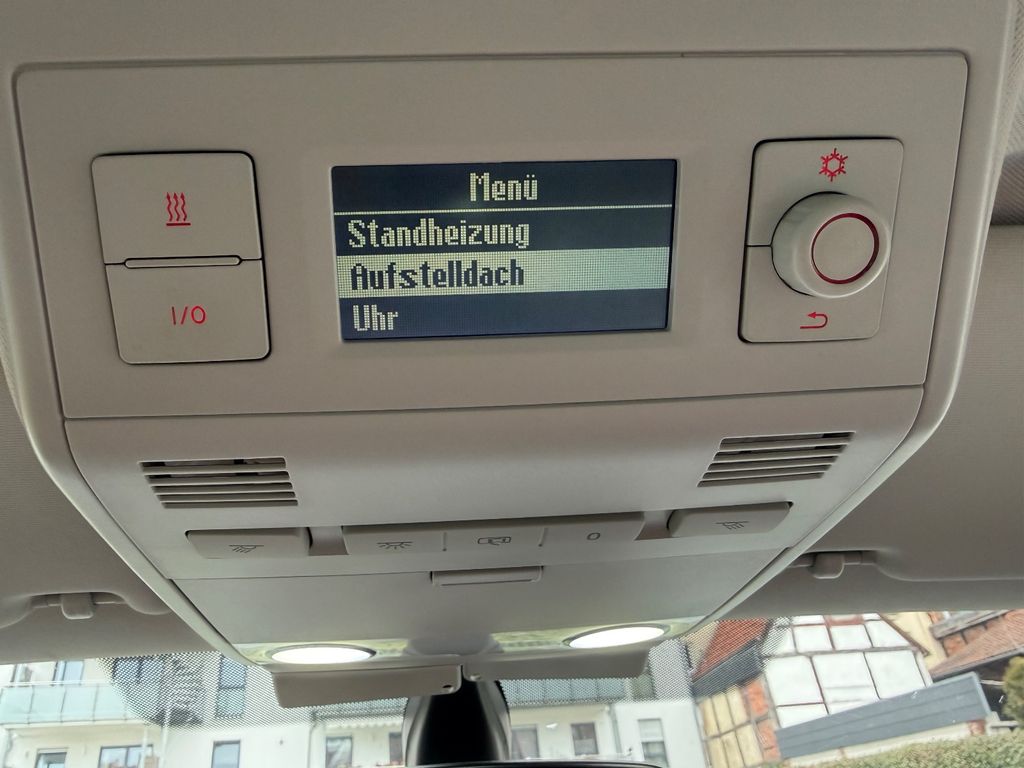 Menü
Standheizung
Aufstelldach
Uhr
I/O
O